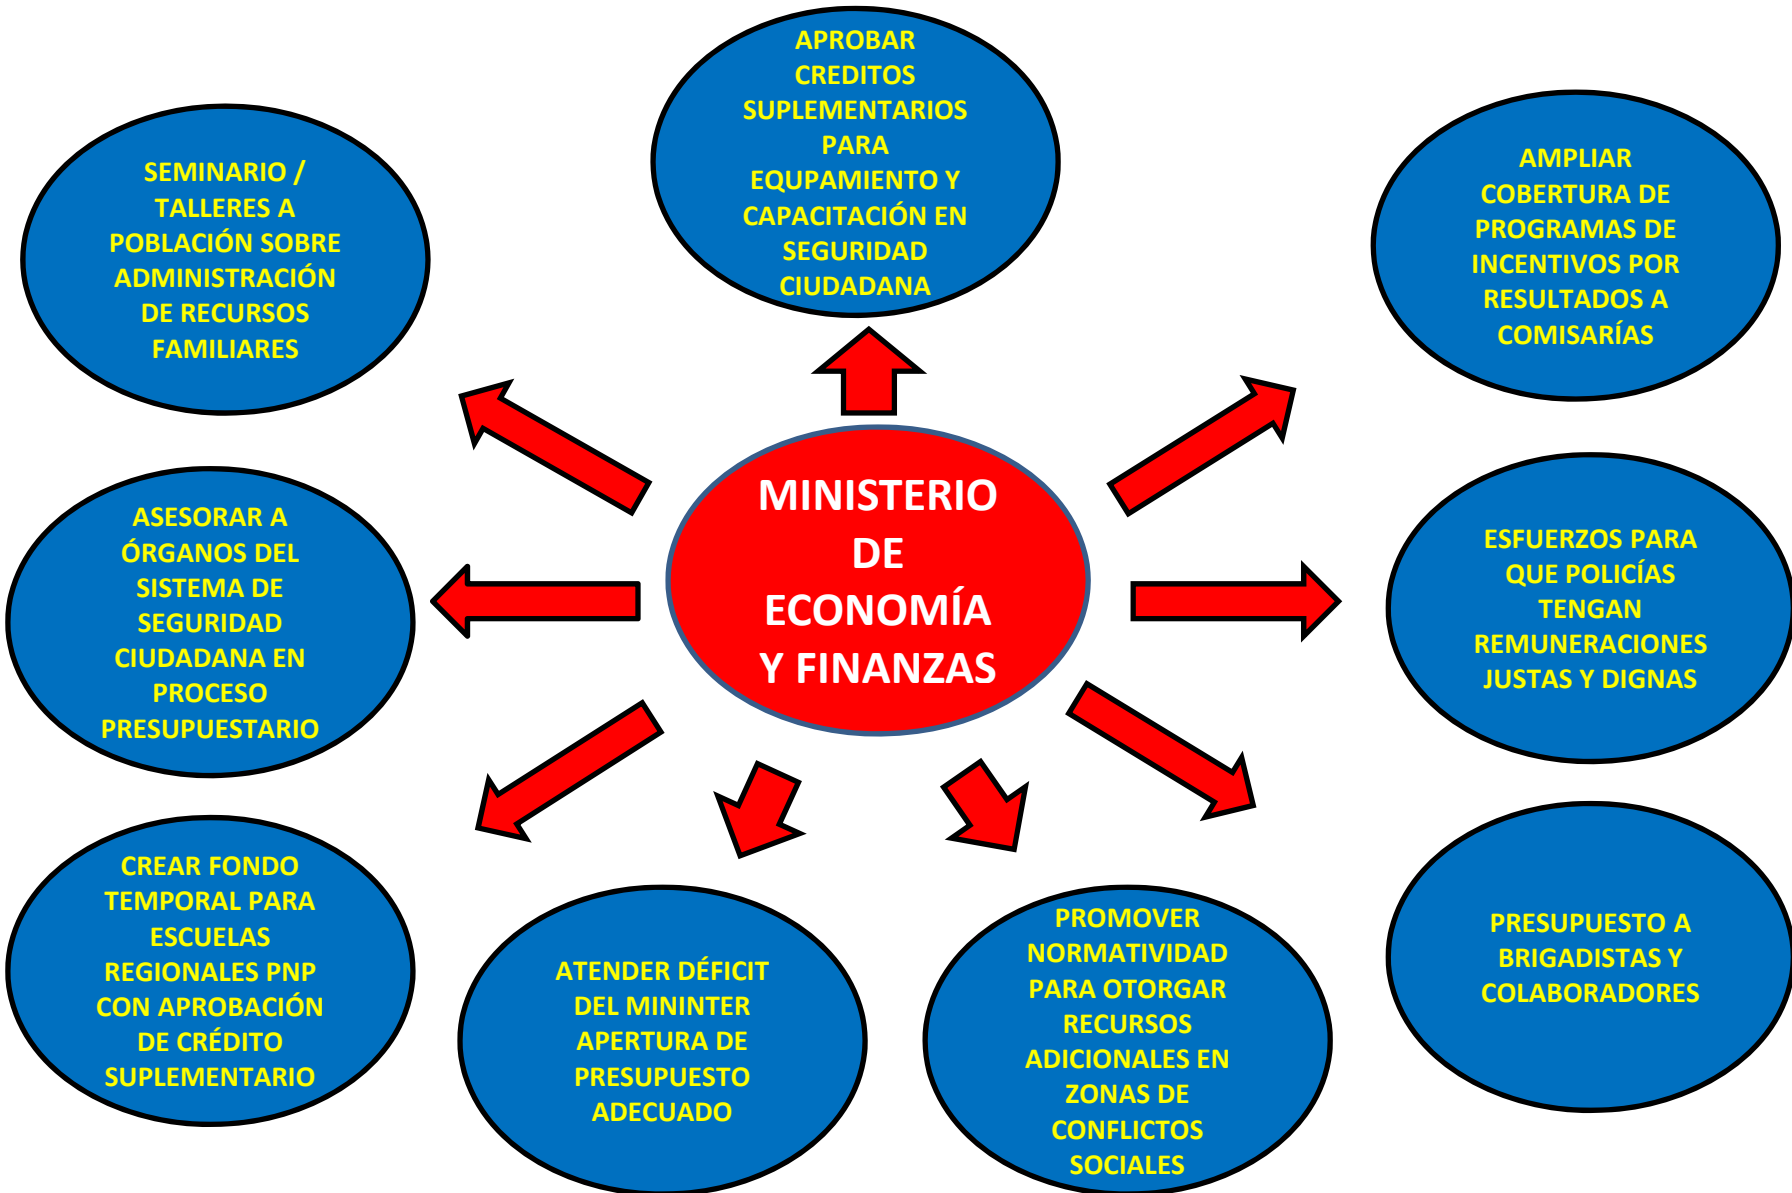 APROBAR
CREDITOS
SUPLEMENTARIOS
PARA
EQUPAMIENTO Y
CAPACITACIÓN EN
SEGURIDAD
CIUDADANA
SEMINARIO /
TALLERES A
POBLACIÓN SOBRE
ADMINISTRACIÓN
DE RECURSOS
FAMILIARES
AMPLIAR
COBERTURA DE
PROGRAMAS DE
INCENTIVOS POR
RESULTADOS A
COMISARÍAS
MINISTERIO
DE
ECONOMÍA
Y FINANZAS
ASESORAR A
ÓRGANOS DEL
SISTEMA DE
SEGURIDAD
CIUDADANA EN
PROCESO
PRESUPUESTARIO
ESFUERZOS PARA
QUE POLICÍAS
TENGAN
REMUNERACIONES
JUSTAS Y DIGNAS
CREAR FONDO
TEMPORAL PARA
ESCUELAS
REGIONALES PNP
CON APROBACIÓN
DE CRÉDITO
SUPLEMENTARIO
ATENDER DÉFICIT
DEL MININTER
APERTURA DE
PRESUPUESTO
ADECUADO
PROMOVER
NORMATIVIDAD
PARA OTORGAR
RECURSOS
ADICIONALES EN
ZONAS DE
CONFLICTOS
SOCIALES
PRESUPUESTO A
BRIGADISTAS Y
COLABORADORES